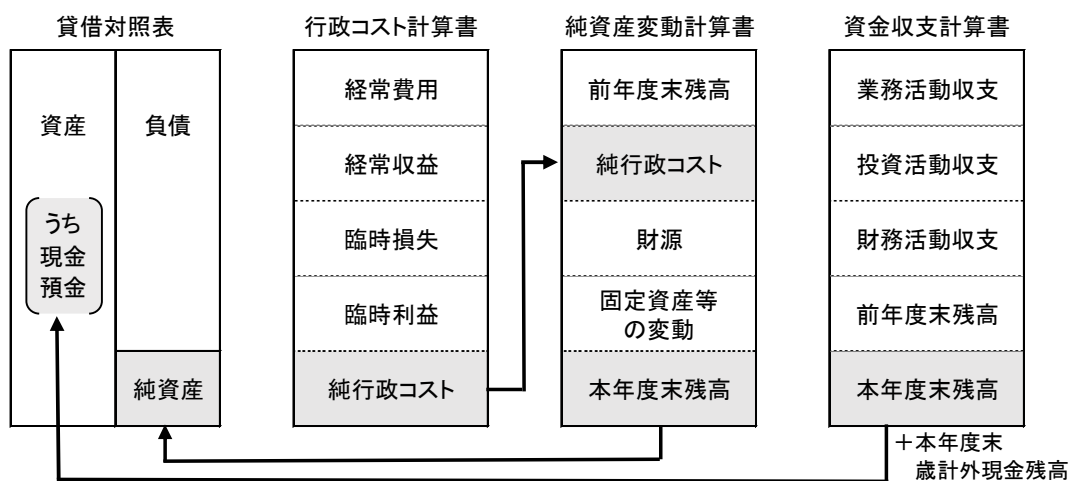 貸借対照表
資産
負債
うち
現金
預金
純資産
行政コスト計算書
経常費用
経常収益
臨時損失
臨時利益
純行政コスト
純資産変動計算書
前年度末残高
純行政コスト
財源
固定資産等
の変動
本年度末残高
資金収支計算書
業務活動収支
投資活動収支
財務活動収支
前年度末残高
本年度末残高
＋本年度末
歳計外現金残高